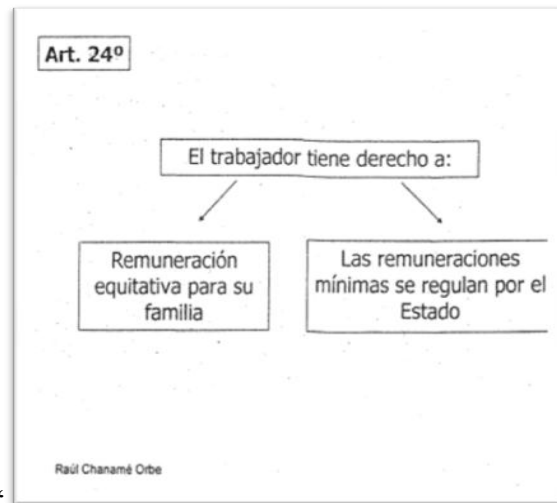 Art. 24º
El trabajador tiene derecho a:
Remuneración
equitativa para su
familia
Las remuneraciones
mínimas se regulan por el
Estado
Raúl Chanamé Orbe